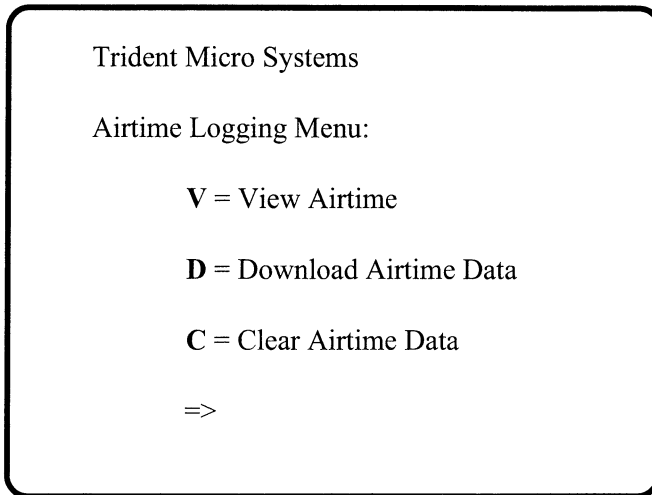 Trident Micro Systems
Airtime Logging Menu:
V = View Airtime
D = Download Airtime Data
C = Clear Airtime Data
=>